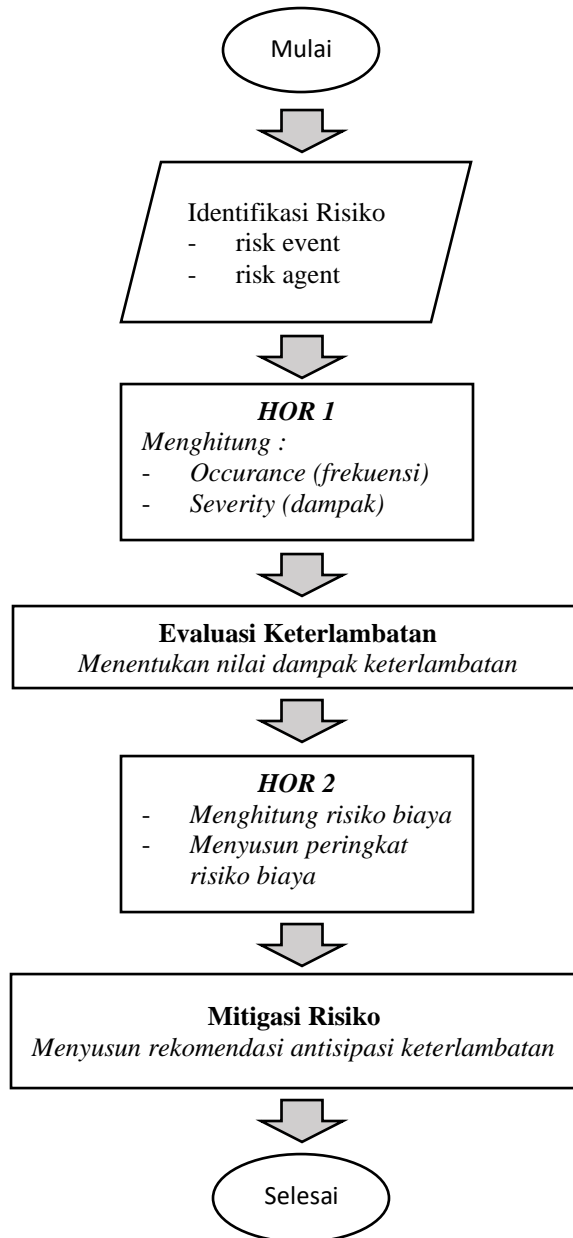 Mulai
Identifikasi Risiko
- risk event
- risk agent
HOR 1
Menghitung :
- Occurance (frekuensi)
- Severity (dampak)
Evaluasi Keterlambatan
Menentukan nilai dampak keterlambatan
HOR 2
- Menghitung risiko biaya
- Menyusun peringkat
risiko biaya
Mitigasi Risiko
Menyusun rekomendasi antisipasi keterlambatan
Selesai